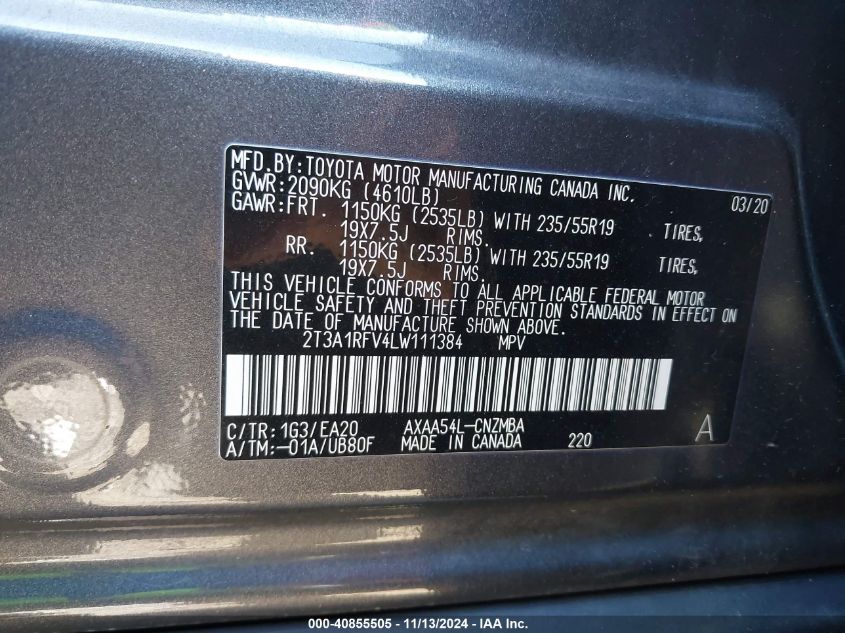 MFD.BY:TOYOTA MOTOR MANUFACTURING CANADA INC. 03/20
GVWR:2090KG (4610LB)
GAWR:FRT. 1150KG (2535LB) WITH 235/55R19 TIRES,
19X7.5J RIMS.
RR. 1150KG (2535LB) WITH 235/55R19 TIRES,
19X7.5J RIMS.
THIS VEHICLE CONFORMS TO ALL APPLICABLE FEDERAL MOTOR
VEHICLE SAFETY AND THEFT PREVENTION STANDARDS IN EFFECT ON
THE DATE OF MANUFACTURE SHOWN ABOVE.
2T3A1RFV4LW111384 MPV
C/TR:1G3/EA20 AXAA54L-CNZMBA
A/TM:-01A/UB80F MADE IN CANADA 220 A
000-40855505 - 11/13/2024 - IAA, Inc.